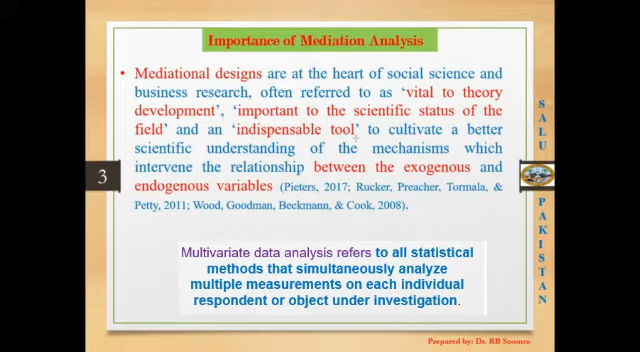 Importance of Mediation Analysis
• Mediational designs are at the heart of social science and
business research, often referred to as ‘vital to theory
development’, ‘important to the scientific status of the
field’ and an ‘indispensable tool’ to cultivate a better
scientific understanding of the mechanisms which
intervene the relationship between the exogenous and
endogenous variables (Pieters, 2017; Rucker, Preacher, Tormala, &
Petty, 2011; Wood, Goodman, Beckmann, & Cook, 2008).
3
Multivariate data analysis refers to all statistical
methods that simultaneously analyze
multiple measurements on each individual
respondent or object under investigation.
SALU
PAKISTAN
Prepared by: Dr. RB Soomro